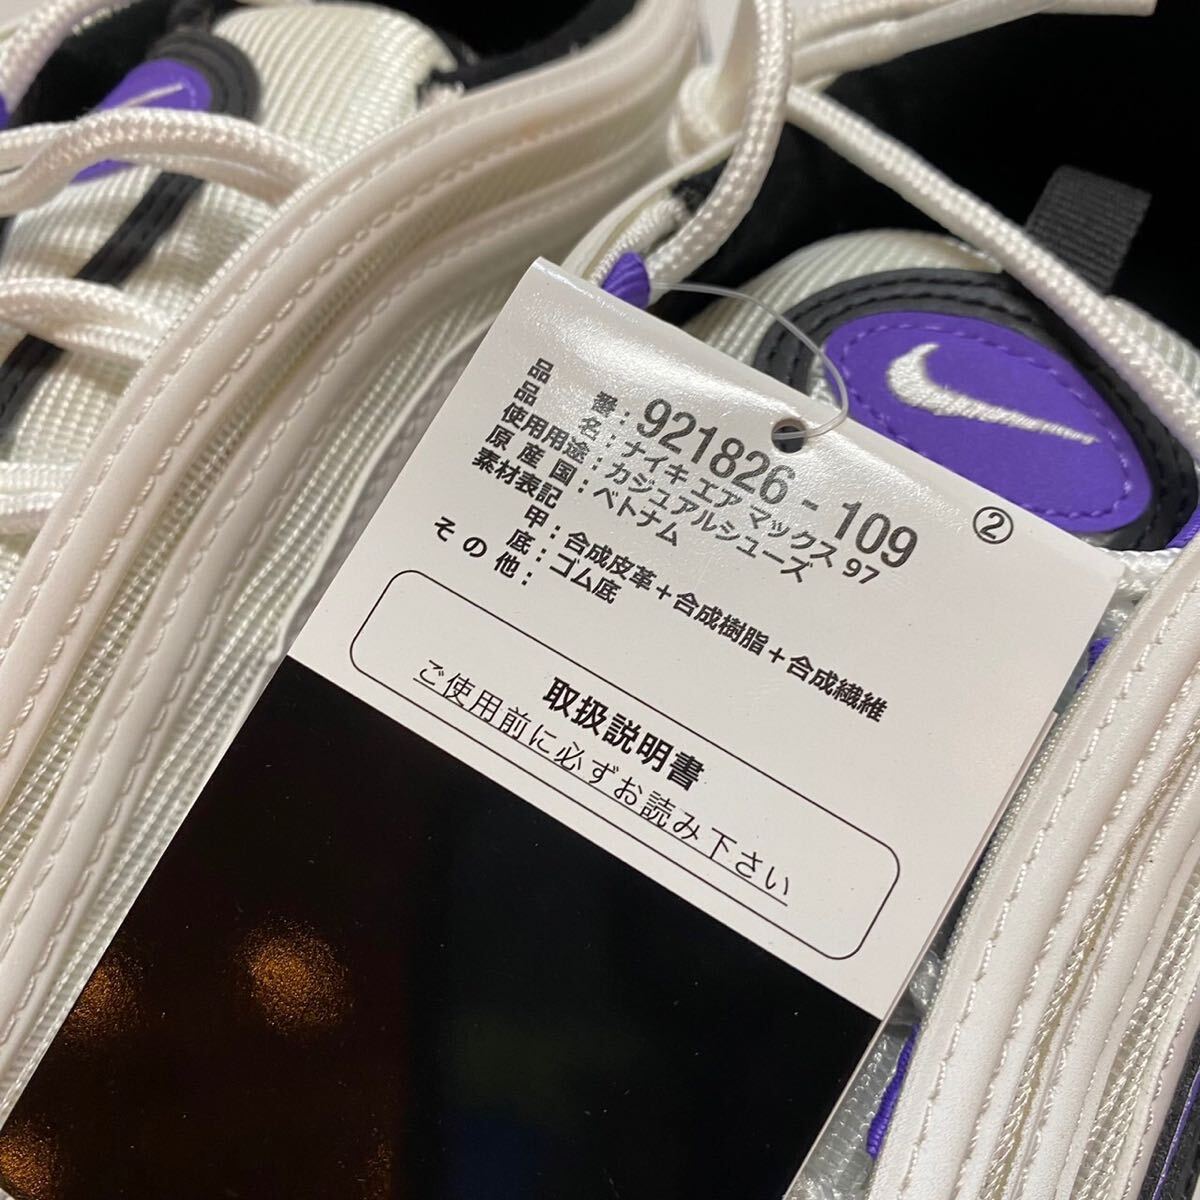 品番：921826 - 109
②
品名：ナイキ エア マックス 97
使用用途：カジュアルシューズ
原産国：ベトナム
素材表記
甲：合成皮革＋合成樹脂＋合成繊維
底：ゴム底
その他：
取扱説明書
ご使用前に必ずお読み下さい